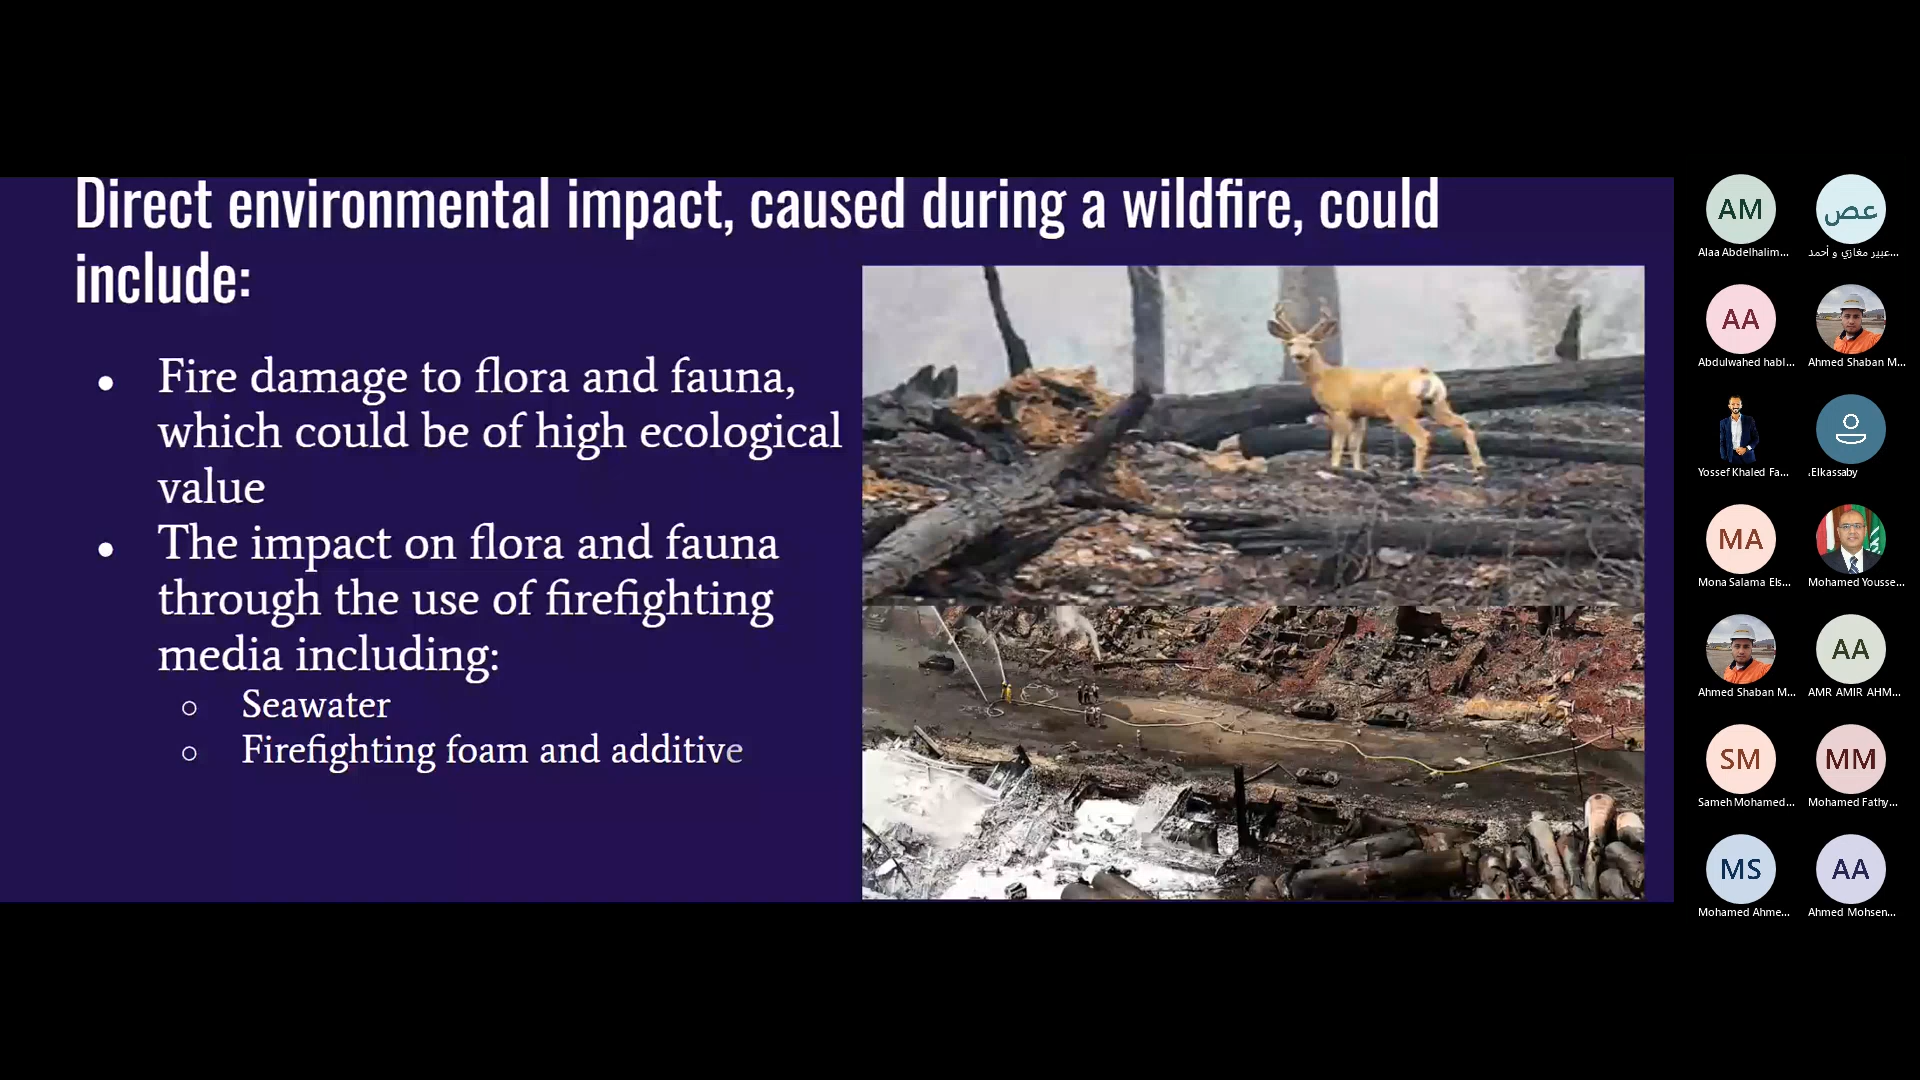 Direct environmental impact, caused during a wildfire, could
include:
● Fire damage to flora and fauna,
which could be of high ecological
value
● The impact on flora and fauna
through the use of firefighting
media including:
○ Seawater
○ Firefighting foam and additive
AM
عص
Alaa Abdelhalim...
عبير مغازي و أحمد...
AA
Abdulwahed habl...
Ahmed Shaban M...
Yossef Khaled Fa...
.Elkassaby
MA
Mona Salama Els...
Mohamed Yousse...
AA
Ahmed Shaban M...
AMR AMIR AHM...
SM
MM
Sameh Mohamed...
Mohamed Fathy...
MS
AA
Mohamed Ahme...
Ahmed Mohsen...